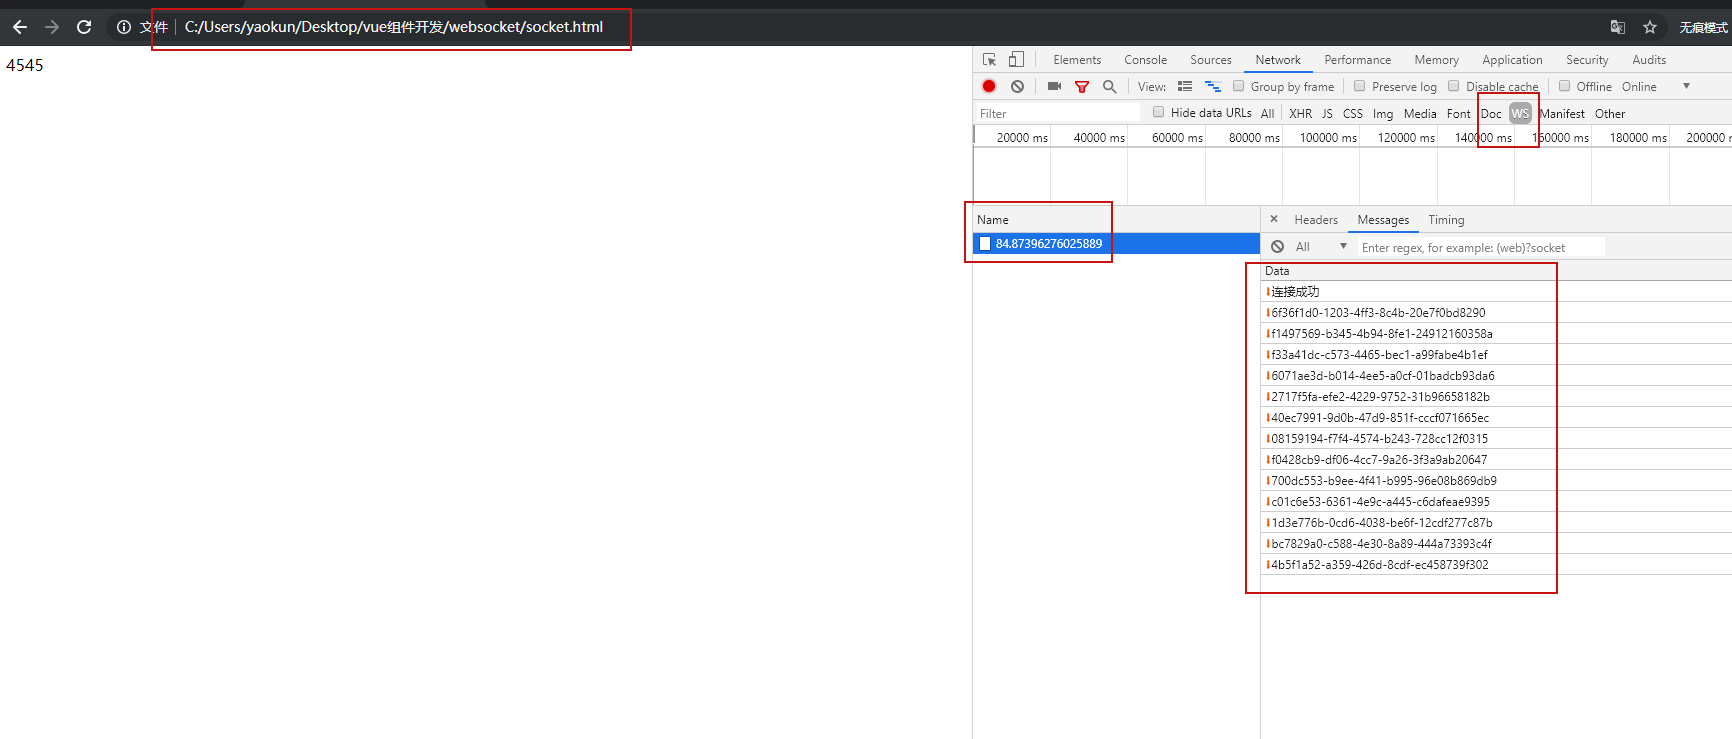 文件 C:/Users/yaokun/Desktop/vue组件开发/websocket/socket.html 无痕模式
4545
Elements Console Sources Network Performance Memory Application Security Audits
View: Group by frame Preserve log Disable cache Offline Online
Filter Hide data URLs All XHR JS CSS Img Media Font Doc WS Manifest Other
20000 ms 40000 ms 60000 ms 80000 ms 100000 ms 120000 ms 140000 ms 160000 ms 180000 ms 200000 m
Name
84.87396276025889
× Headers Messages Timing
All Enter regex, for example: (web)?socket
Data
连接成功
6f36f1d0-1203-4ff3-8c4b-20e7f0bd8290
f1497569-b345-4b94-8fe1-24912160358a
f33a41dc-c573-4465-bec1-a99fabe4b1ef
6071ae3d-b014-4ee5-a0cf-01badcb93da6
2717f5fa-efe2-4229-9752-31b96658182b
40ec7991-9d0b-47d9-851f-cccf071665ec
08159194-f7f4-4574-b243-728cc12f0315
f0428cb9-df06-4cc7-9a26-3f3a9ab20647
700dc553-b9ee-4f41-b995-96e08b869db9
c01c6e53-6361-4e9c-a445-c6dafeae9395
1d3e776b-0cd6-4038-be6f-12cdf277c87b
bc7829a0-c588-4e30-8a89-444a73393c4f
4b5f1a52-a359-426d-8cdf-ec458739f302